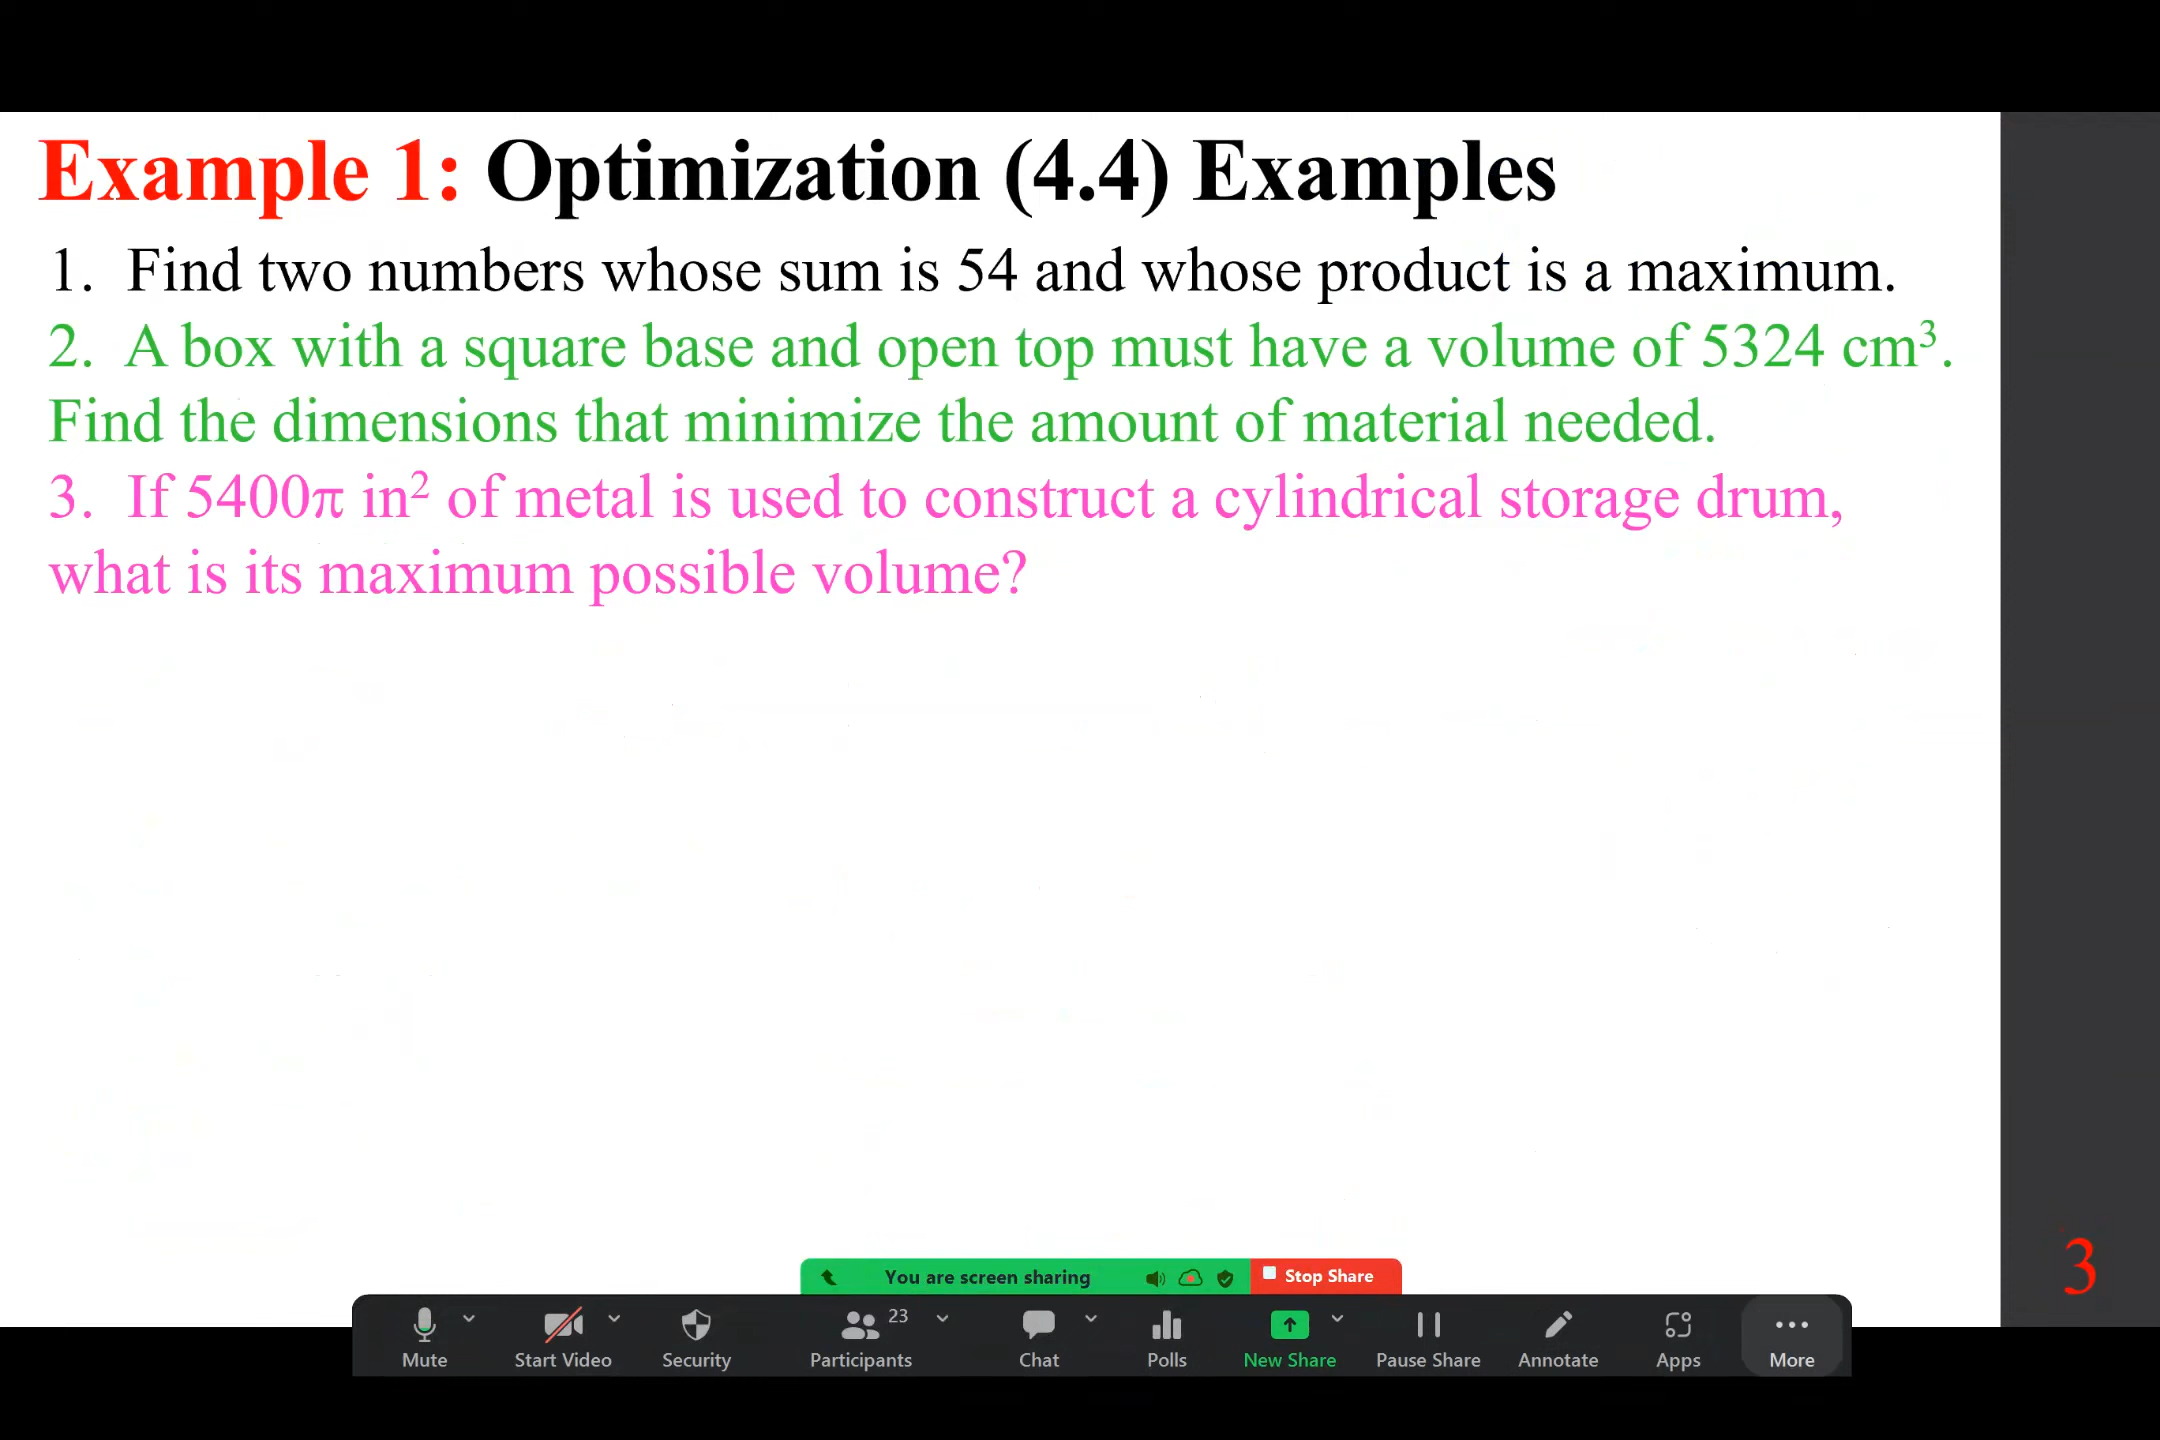 Example 1: Optimization (4.4) Examples
1. Find two numbers whose sum is 54 and whose product is a maximum.
2. A box with a square base and open top must have a volume of 5324 cm³.
Find the dimensions that minimize the amount of material needed.
3. If 5400π in² of metal is used to construct a cylindrical storage drum,
what is its maximum possible volume?
3
You are screen sharing Stop Share
23
Mute Start Video Security Participants Chat Polls New Share Pause Share Annotate Apps More